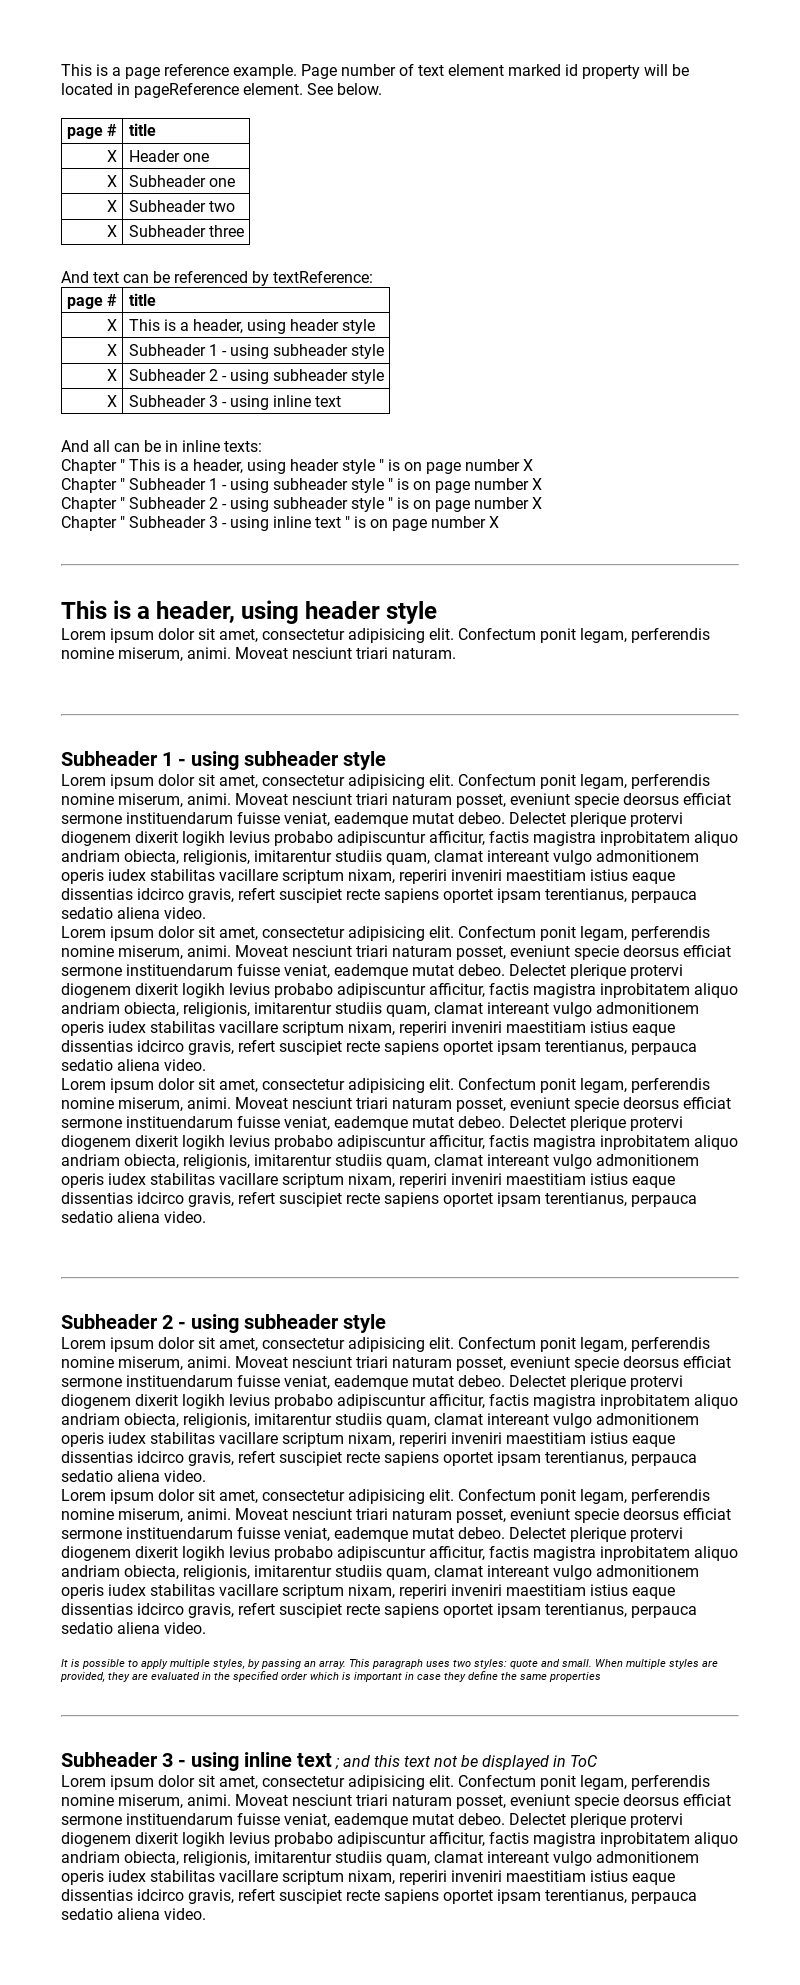 This is a page reference example. Page number of text element marked id property will be
located in pageReference element. See below.
page # title
X Header one
X Subheader one
X Subheader two
X Subheader three
And text can be referenced by textReference:
page # title
X This is a header, using header style
X Subheader 1 - using subheader style
X Subheader 2 - using subheader style
X Subheader 3 - using inline text
And all can be in inline texts:
Chapter " This is a header, using header style " is on page number X
Chapter " Subheader 1 - using subheader style " is on page number X
Chapter " Subheader 2 - using subheader style " is on page number X
Chapter " Subheader 3 - using inline text " is on page number X
This is a header, using header style
Lorem ipsum dolor sit amet, consectetur adipisicing elit. Confectum ponit legam, perferendis
nomine miserum, animi. Moveat nesciunt triari naturam.
Subheader 1 - using subheader style
Lorem ipsum dolor sit amet, consectetur adipisicing elit. Confectum ponit legam, perferendis
nomine miserum, animi. Moveat nesciunt triari naturam posset, eveniunt specie deorsus efficiat
sermone instituendarum fuisse veniat, eademque mutat debeo. Delectet plerique protervi
diogenem dixerit logikh levius probabo adipiscuntur afficitur, factis magistra inprobitatem aliquo
andriam obiecta, religionis, imitarentur studiis quam, clamat intereant vulgo admonitionem
operis iudex stabilitas vacillare scriptum nixam, reperiri inveniri maestitiam istius eaque
dissentias idcirco gravis, refert suscipiet recte sapiens oportet ipsam terentianus, perpauca
sedatio aliena video.
Lorem ipsum dolor sit amet, consectetur adipisicing elit. Confectum ponit legam, perferendis
nomine miserum, animi. Moveat nesciunt triari naturam posset, eveniunt specie deorsus efficiat
sermone instituendarum fuisse veniat, eademque mutat debeo. Delectet plerique protervi
diogenem dixerit logikh levius probabo adipiscuntur afficitur, factis magistra inprobitatem aliquo
andriam obiecta, religionis, imitarentur studiis quam, clamat intereant vulgo admonitionem
operis iudex stabilitas vacillare scriptum nixam, reperiri inveniri maestitiam istius eaque
dissentias idcirco gravis, refert suscipiet recte sapiens oportet ipsam terentianus, perpauca
sedatio aliena video.
Lorem ipsum dolor sit amet, consectetur adipisicing elit. Confectum ponit legam, perferendis
nomine miserum, animi. Moveat nesciunt triari naturam posset, eveniunt specie deorsus efficiat
sermone instituendarum fuisse veniat, eademque mutat debeo. Delectet plerique protervi
diogenem dixerit logikh levius probabo adipiscuntur afficitur, factis magistra inprobitatem aliquo
andriam obiecta, religionis, imitarentur studiis quam, clamat intereant vulgo admonitionem
operis iudex stabilitas vacillare scriptum nixam, reperiri inveniri maestitiam istius eaque
dissentias idcirco gravis, refert suscipiet recte sapiens oportet ipsam terentianus, perpauca
sedatio aliena video.
Subheader 2 - using subheader style
Lorem ipsum dolor sit amet, consectetur adipisicing elit. Confectum ponit legam, perferendis
nomine miserum, animi. Moveat nesciunt triari naturam posset, eveniunt specie deorsus efficiat
sermone instituendarum fuisse veniat, eademque mutat debeo. Delectet plerique protervi
diogenem dixerit logikh levius probabo adipiscuntur afficitur, factis magistra inprobitatem aliquo
andriam obiecta, religionis, imitarentur studiis quam, clamat intereant vulgo admonitionem
operis iudex stabilitas vacillare scriptum nixam, reperiri inveniri maestitiam istius eaque
dissentias idcirco gravis, refert suscipiet recte sapiens oportet ipsam terentianus, perpauca
sedatio aliena video.
Lorem ipsum dolor sit amet, consectetur adipisicing elit. Confectum ponit legam, perferendis
nomine miserum, animi. Moveat nesciunt triari naturam posset, eveniunt specie deorsus efficiat
sermone instituendarum fuisse veniat, eademque mutat debeo. Delectet plerique protervi
diogenem dixerit logikh levius probabo adipiscuntur afficitur, factis magistra inprobitatem aliquo
andriam obiecta, religionis, imitarentur studiis quam, clamat intereant vulgo admonitionem
operis iudex stabilitas vacillare scriptum nixam, reperiri inveniri maestitiam istius eaque
dissentias idcirco gravis, refert suscipiet recte sapiens oportet ipsam terentianus, perpauca
sedatio aliena video.
It is possible to apply multiple styles, by passing an array. This paragraph uses two styles: quote and small. When multiple styles are
provided, they are evaluated in the specified order which is important in case they define the same properties
Subheader 3 - using inline text ; and this text not be displayed in ToC
Lorem ipsum dolor sit amet, consectetur adipisicing elit. Confectum ponit legam, perferendis
nomine miserum, animi. Moveat nesciunt triari naturam posset, eveniunt specie deorsus efficiat
sermone instituendarum fuisse veniat, eademque mutat debeo. Delectet plerique protervi
diogenem dixerit logikh levius probabo adipiscuntur afficitur, factis magistra inprobitatem aliquo
andriam obiecta, religionis, imitarentur studiis quam, clamat intereant vulgo admonitionem
operis iudex stabilitas vacillare scriptum nixam, reperiri inveniri maestitiam istius eaque
dissentias idcirco gravis, refert suscipiet recte sapiens oportet ipsam terentianus, perpauca
sedatio aliena video.